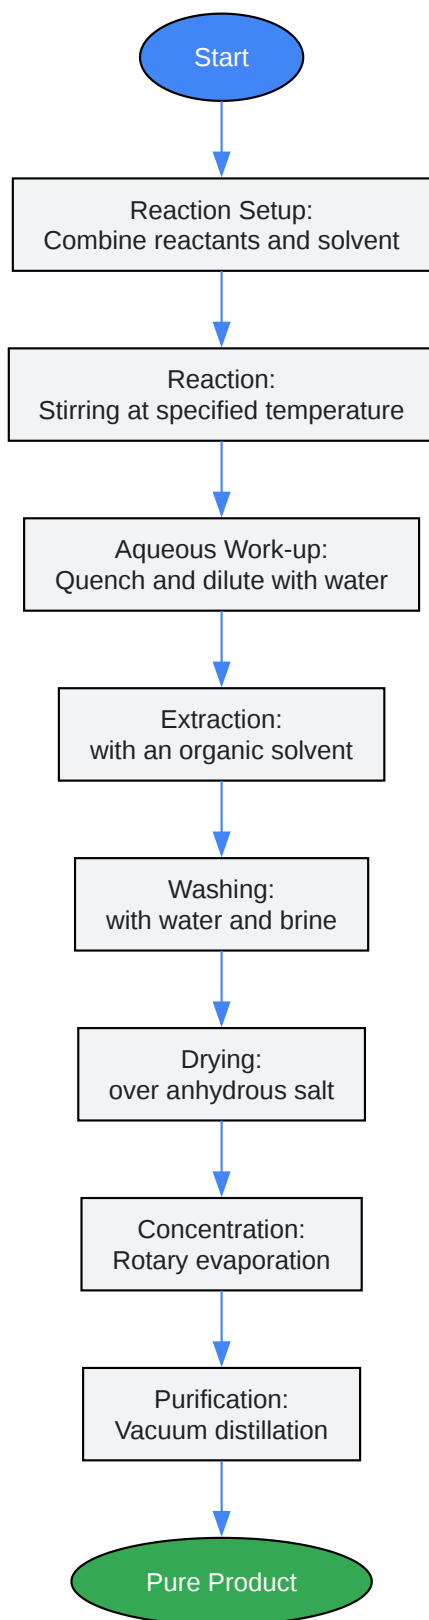 Start
Reaction Setup:
Combine reactants and solvent
Reaction:
Stirring at specified temperature
Aqueous Work-up:
Quench and dilute with water
Extraction:
with an organic solvent
Washing:
with water and brine
Drying:
over anhydrous salt
Concentration:
Rotary evaporation
Purification:
Vacuum distillation
Pure Product